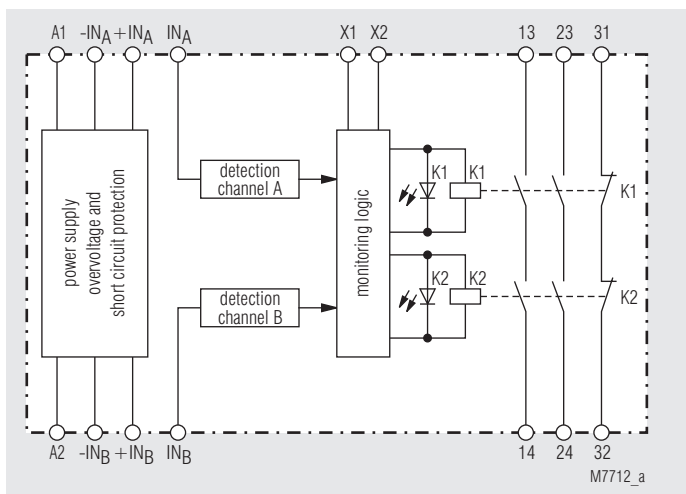 A1 -INA +INA INA X1 X2 13 23 31
detection
channel A
K1 K1
K1
power supply
overvoltage and
short circuit protection
monitoring logic
detection
channel B
K2 K2
K2
A2 -INB +INB INB 14 24 32
M7712_a